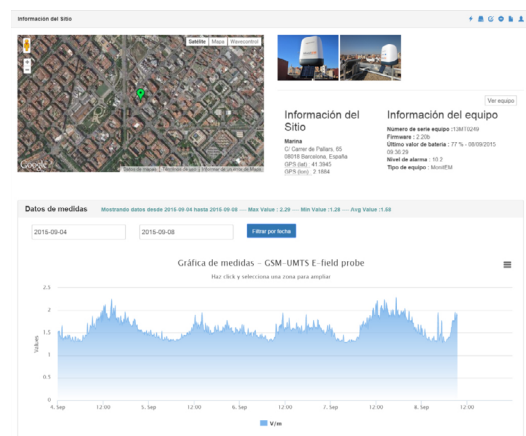 Información del Sitio
Satélite Mapa Wavecontrol
Google
Ver equipo
Información del Sitio
Marina
C/ Carrer de Pallars, 65
08018 Barcelona, España
GPS (lat) : 41.3945
GPS (lon) : 2.1884
Información del equipo
Número de serie equipo :13MT0249
Firmware : 2.20b
Último valor de batería : 77 % - 08/09/2015
09:36:29
Nivel de alarma : 10.2
Tipo de equipo : MonitEM
Datos de medidas Mostrando datos desde 2015-09-04 hasta 2015-09-08 --- Max Value : 2.29 --- Min Value :1.28 --- Avg Value :1.58
2015-09-04 2015-09-08 Filtrar por fecha
Gráfica de medidas - GSM-UMTS E-field probe
Haz click y selecciona una zona para ampliar
Values
2.5
2
1.5
1
0.5
0
4. Sep 12:00 5. Sep 12:00 6. Sep 12:00 7. Sep 12:00 8. Sep 12:00
V/m